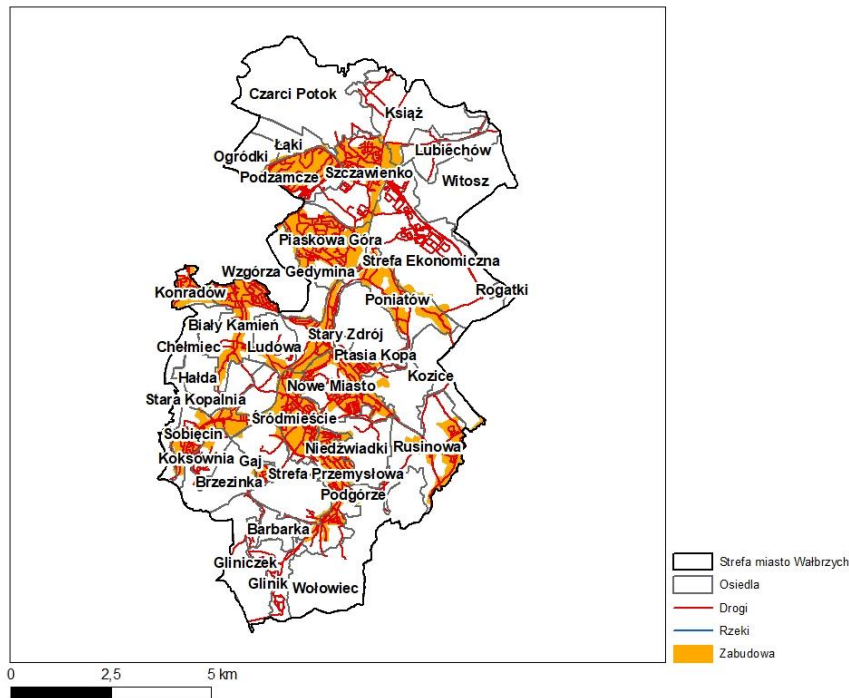 Czarci Potok
Książ
Łąki
Lubiechów
Ogródki
Podzamcze
Szczawienko
Witosz
Piaskowa Góra
Strefa Ekonomiczna
Wzgórza Gedymina
Konradów
Rogatki
Poniatów
Biały Kamień
Stary Zdrój
Chełmiec
Ludowa
Ptasia Kopa
Hałda
Kozice
Nowe Miasto
Stara Kopalnia
Śródmieście
Sobięcin
Niedźwiadki
Rusinowa
Koksownia
Gaj
Strefa Przemysłowa
Brzezinka
Podgórze
Barbarka
Gliniczek
Glinik
Wołowiec
Strefa miasto Wałbrzych
Osiedla
Drogi
Rzeki
Zabudowa
0 2,5 5 km